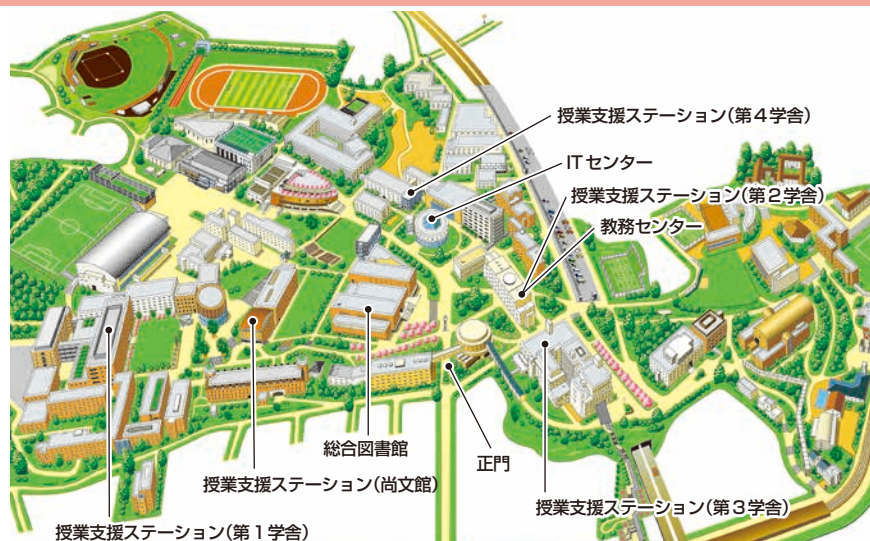 授業支援ステーション(第4学舎)
ITセンター
授業支援ステーション(第2学舎)
教務センター
総合図書館
正門
授業支援ステーション(尚文館)
授業支援ステーション(第3学舎)
授業支援ステーション(第1学舎)